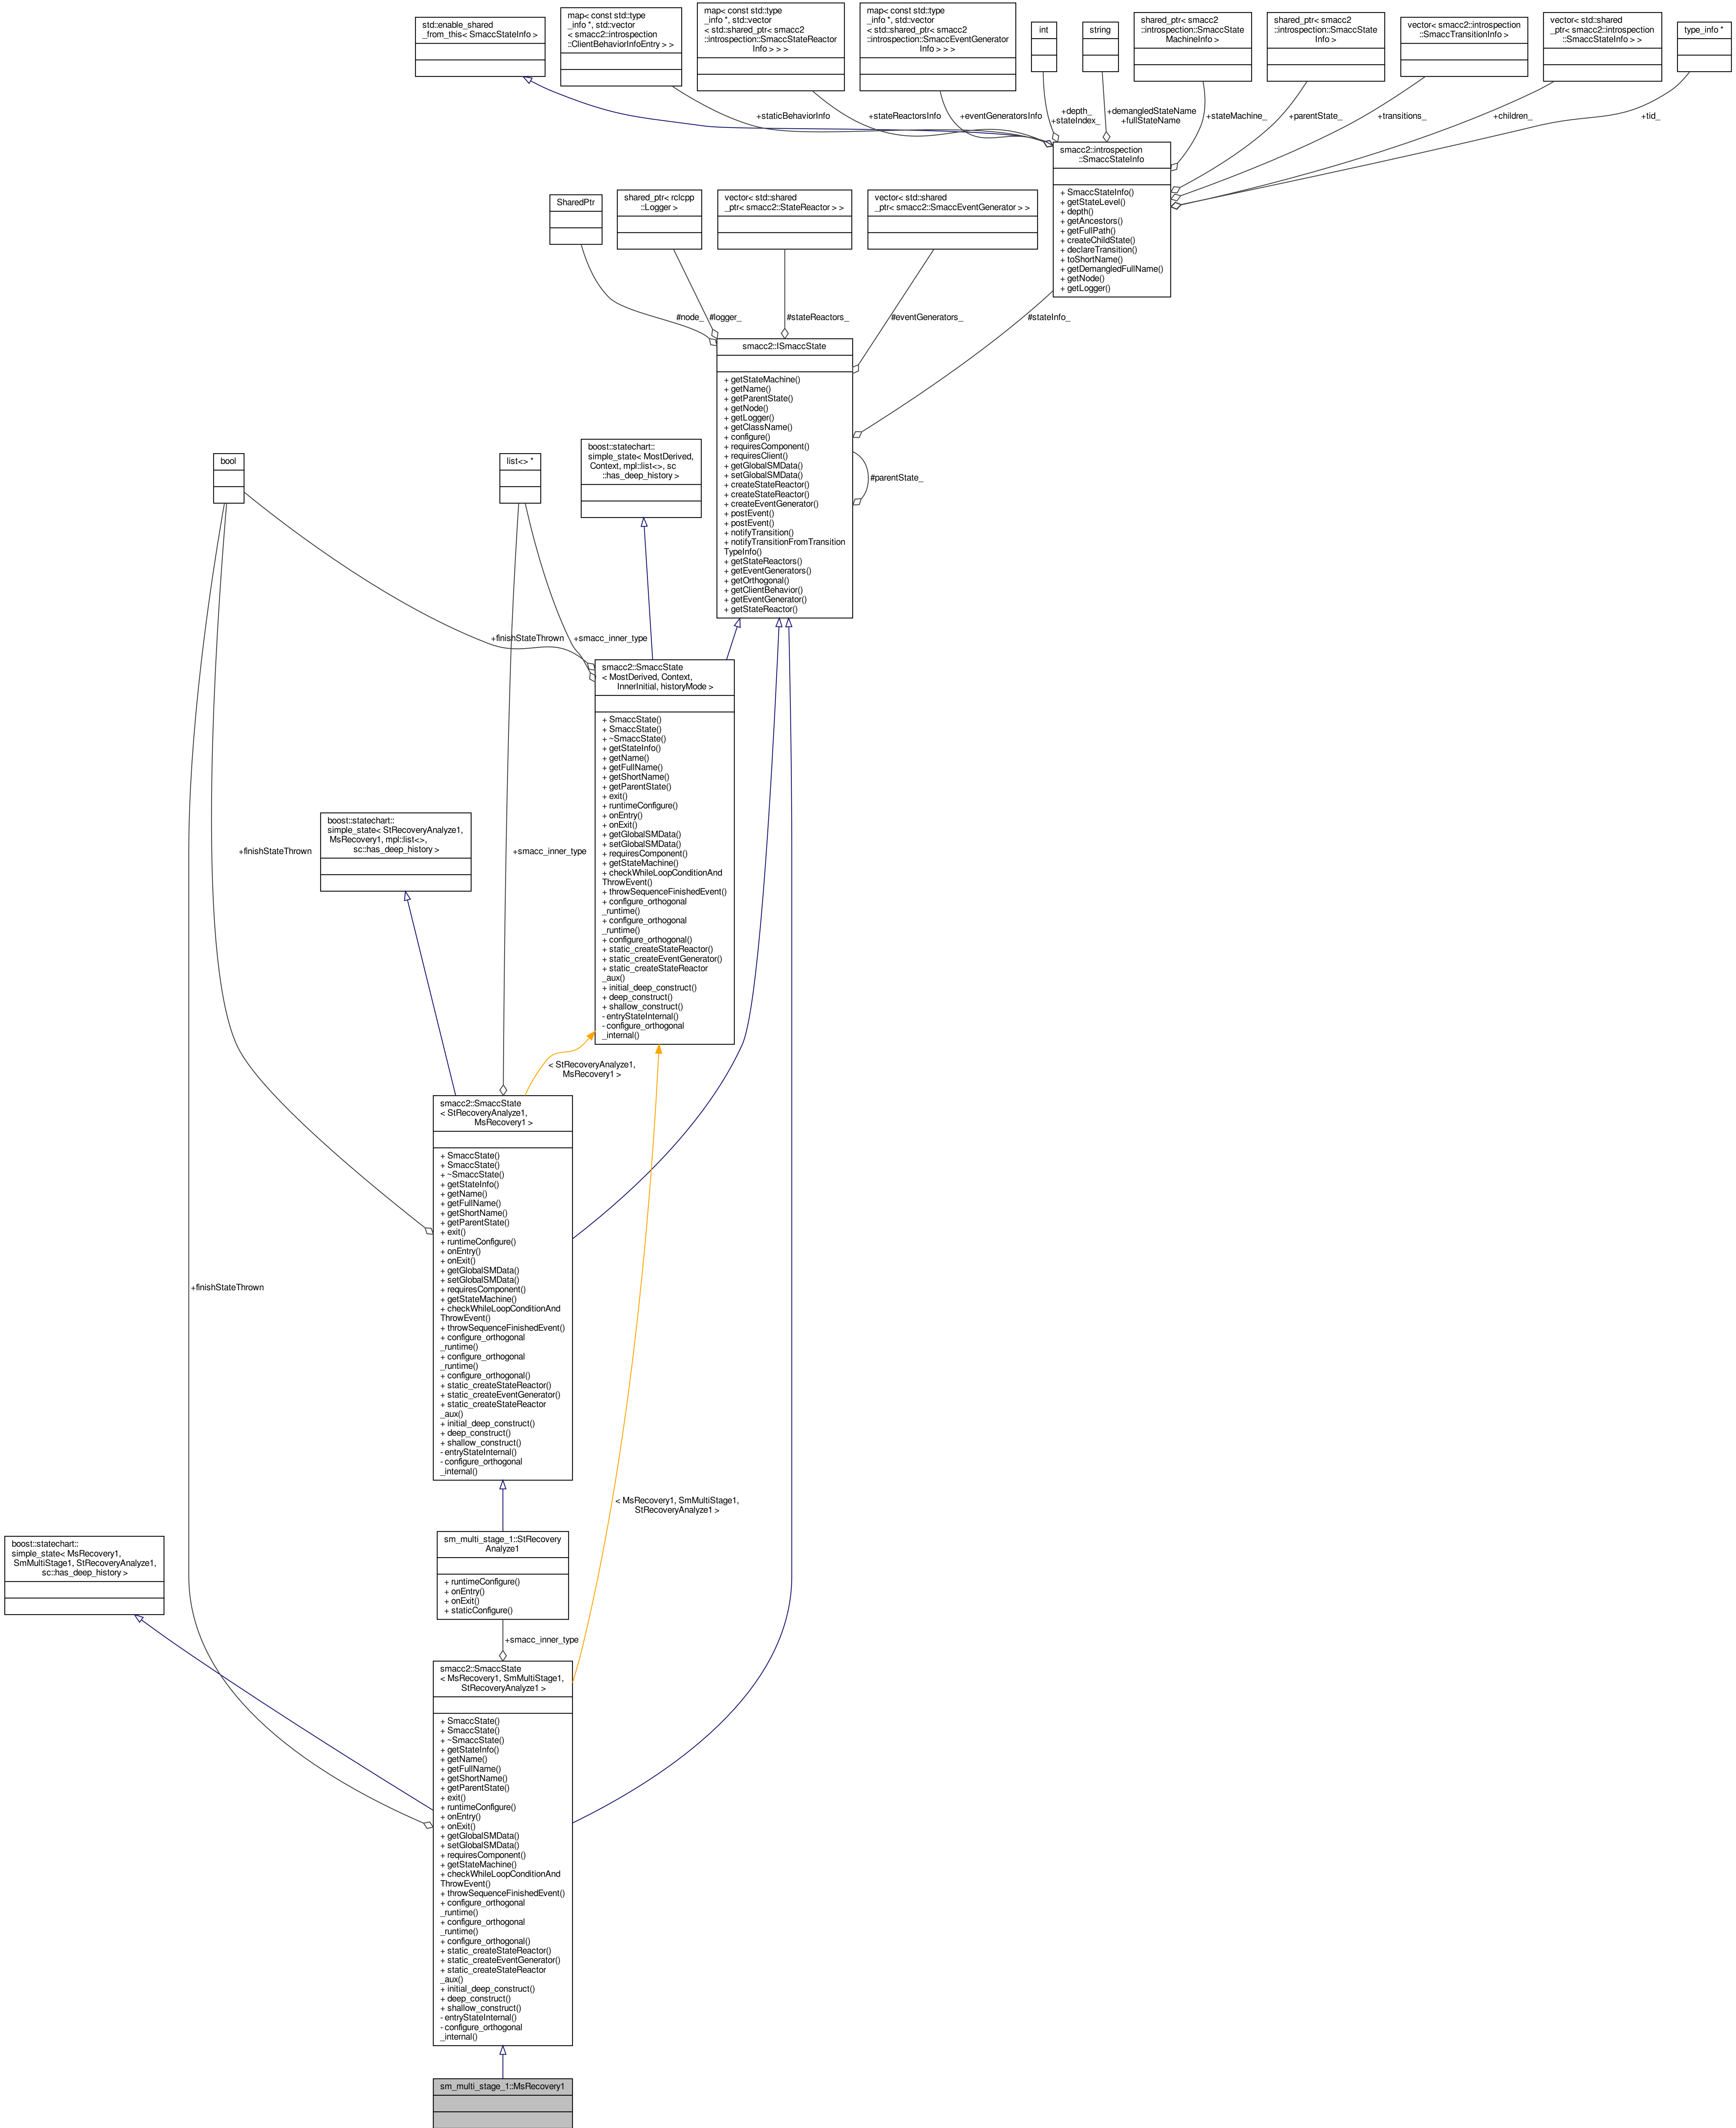 std::enable_shared
_from_this< SmaccStateInfo >
map< const std::type
_info *, std::vector
< smacc2::introspection
::ClientBehaviorInfoEntry > >
map< const std::type
_info *, std::vector
< std::shared_ptr< smacc2
::introspection::SmaccStateReactor
Info > > >
map< const std::type
_info *, std::vector
< std::shared_ptr< smacc2
::introspection::SmaccEventGenerator
Info > > >
int
string
shared_ptr< smacc2
::introspection::SmaccState
MachineInfo >
shared_ptr< smacc2
::introspection::SmaccState
Info >
vector< smacc2::introspection
::SmaccTransitionInfo >
vector< std::shared
_ptr< smacc2::introspection
::SmaccStateInfo > >
type_info *
+staticBehaviorInfo
+stateReactorsInfo
+eventGeneratorsInfo
+depth_
+stateIndex_
+demangledStateName
+fullStateName
+stateMachine_
+parentState_
+transitions_
+children_
+tid_
smacc2::introspection
::SmaccStateInfo
+ SmaccStateInfo()
+ getStateLevel()
+ depth()
+ getAncestors()
+ getFullPath()
+ createChildState()
+ declareTransition()
+ toShortName()
+ getDemangledFullName()
+ getNode()
+ getLogger()
SharedPtr
shared_ptr< rclcpp
::Logger >
vector< std::shared
_ptr< smacc2::StateReactor > >
vector< std::shared
_ptr< smacc2::SmaccEventGenerator > >
#node_
#logger_
#stateReactors_
#eventGenerators_
#stateInfo_
smacc2::ISmaccState
+ getStateMachine()
+ getName()
+ getParentState()
+ getNode()
+ getLogger()
+ getClassName()
+ configure()
+ requiresComponent()
+ requiresClient()
+ getGlobalSMData()
+ setGlobalSMData()
+ createStateReactor()
+ createStateReactor()
+ createEventGenerator()
+ postEvent()
+ postEvent()
+ notifyTransition()
+ notifyTransitionFromTransition
TypeInfo()
+ getStateReactors()
+ getEventGenerators()
+ getOrthogonal()
+ getClientBehavior()
+ getEventGenerator()
+ getStateReactor()
#parentState_
bool
list<> *
boost::statechart::
simple_state< MostDerived,
Context, mpl::list<>, sc
::has_deep_history >
+finishStateThrown
+smacc_inner_type
smacc2::SmaccState
< MostDerived, Context,
InnerInitial, historyMode >
+ SmaccState()
+ SmaccState()
+ ~SmaccState()
+ getStateInfo()
+ getName()
+ getFullName()
+ getShortName()
+ getParentState()
+ exit()
+ runtimeConfigure()
+ onEntry()
+ onExit()
+ getGlobalSMData()
+ setGlobalSMData()
+ requiresComponent()
+ getStateMachine()
+ checkWhileLoopConditionAnd
ThrowEvent()
+ throwSequenceFinishedEvent()
+ configure_orthogonal
_runtime()
+ configure_orthogonal
_runtime()
+ configure_orthogonal()
+ static_createStateReactor()
+ static_createEventGenerator()
+ static_createStateReactor
_aux()
+ initial_deep_construct()
+ deep_construct()
+ shallow_construct()
- entryStateInternal()
- configure_orthogonal
_internal()
boost::statechart::
simple_state< StRecoveryAnalyze1,
MsRecovery1, mpl::list<>,
sc::has_deep_history >
+finishStateThrown
+smacc_inner_type
< StRecoveryAnalyze1,
MsRecovery1 >
smacc2::SmaccState
< StRecoveryAnalyze1,
MsRecovery1 >
+ SmaccState()
+ SmaccState()
+ ~SmaccState()
+ getStateInfo()
+ getName()
+ getFullName()
+ getShortName()
+ getParentState()
+ exit()
+ runtimeConfigure()
+ onEntry()
+ onExit()
+ getGlobalSMData()
+ setGlobalSMData()
+ requiresComponent()
+ getStateMachine()
+ checkWhileLoopConditionAnd
ThrowEvent()
+ throwSequenceFinishedEvent()
+ configure_orthogonal
_runtime()
+ configure_orthogonal
_runtime()
+ configure_orthogonal()
+ static_createStateReactor()
+ static_createEventGenerator()
+ static_createStateReactor
_aux()
+ initial_deep_construct()
+ deep_construct()
+ shallow_construct()
- entryStateInternal()
- configure_orthogonal
_internal()
+finishStateThrown
< MsRecovery1, SmMultiStage1,
StRecoveryAnalyze1 >
boost::statechart::
simple_state< MsRecovery1,
SmMultiStage1, StRecoveryAnalyze1,
sc::has_deep_history >
sm_multi_stage_1::StRecovery
Analyze1
+ runtimeConfigure()
+ onEntry()
+ onExit()
+ staticConfigure()
+smacc_inner_type
smacc2::SmaccState
< MsRecovery1, SmMultiStage1,
StRecoveryAnalyze1 >
+ SmaccState()
+ SmaccState()
+ ~SmaccState()
+ getStateInfo()
+ getName()
+ getFullName()
+ getShortName()
+ getParentState()
+ exit()
+ runtimeConfigure()
+ onEntry()
+ onExit()
+ getGlobalSMData()
+ setGlobalSMData()
+ requiresComponent()
+ getStateMachine()
+ checkWhileLoopConditionAnd
ThrowEvent()
+ throwSequenceFinishedEvent()
+ configure_orthogonal
_runtime()
+ configure_orthogonal
_runtime()
+ configure_orthogonal()
+ static_createStateReactor()
+ static_createEventGenerator()
+ static_createStateReactor
_aux()
+ initial_deep_construct()
+ deep_construct()
+ shallow_construct()
- entryStateInternal()
- configure_orthogonal
_internal()
sm_multi_stage_1::MsRecovery1